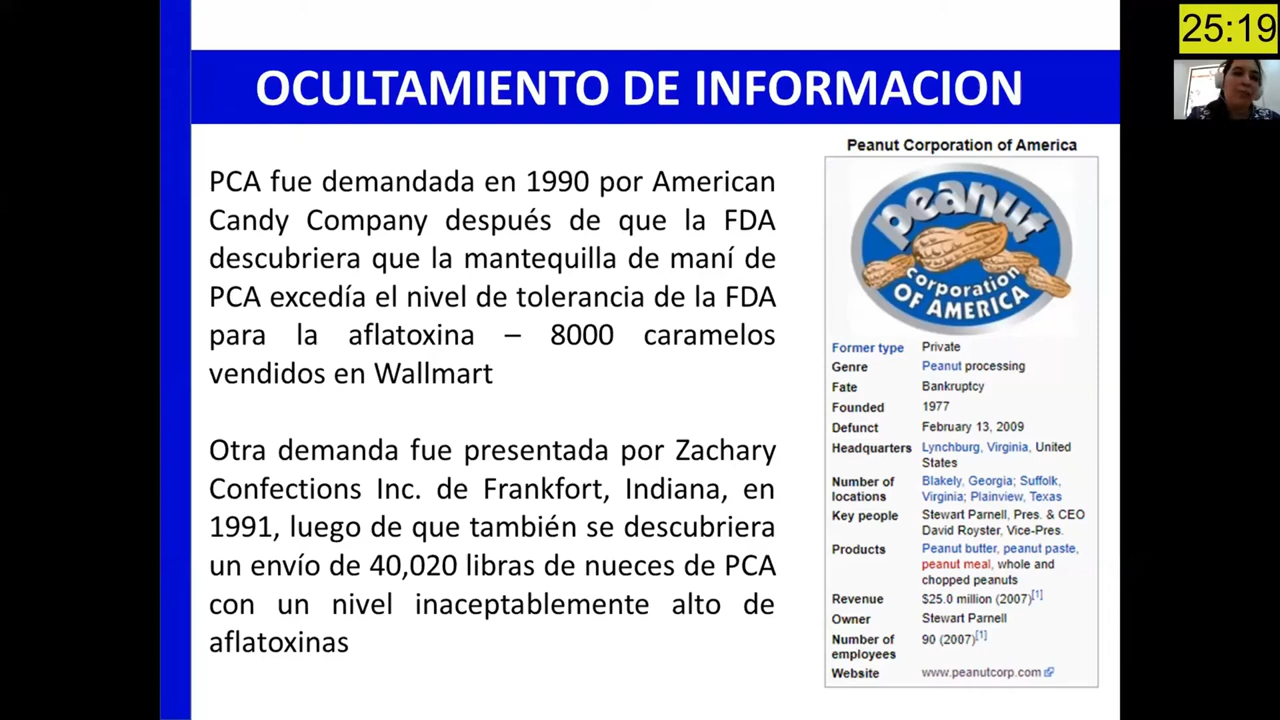 25:19
OCULTAMIENTO DE INFORMACION
PCA fue demandada en 1990 por American
Candy Company después de que la FDA
descubriera que la mantequilla de maní de
PCA excedía el nivel de tolerancia de la FDA
para la aflatoxina – 8000 caramelos
vendidos en Wallmart
Otra demanda fue presentada por Zachary
Confections Inc. de Frankfort, Indiana, en
1991, luego de que también se descubriera
un envío de 40,020 libras de nueces de PCA
con un nivel inaceptablemente alto de
aflatoxinas
Peanut Corporation of America
peanut
corporation
OF AMERICA
Former type Private
Genre Peanut processing
Fate Bankruptcy
Founded 1977
Defunct February 13, 2009
Headquarters Lynchburg, Virginia, United
States
Number of locations Blakely, Georgia; Suffolk,
Virginia; Plainview, Texas
Key people Stewart Parnell, Pres. & CEO
David Royster, Vice-Pres.
Products Peanut butter, peanut paste,
peanut meal, whole and
chopped peanuts
Revenue $25.0 million (2007)[1]
Owner Stewart Parnell
Number of employees 90 (2007)[1]
Website www.peanutcorp.com